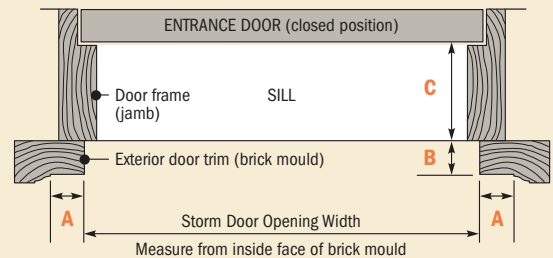 ENTRANCE DOOR (closed position)
Door frame
(jamb)
SILL
C
Exterior door trim (brick mould)
B
A
Storm Door Opening Width
A
Measure from inside face of brick mould